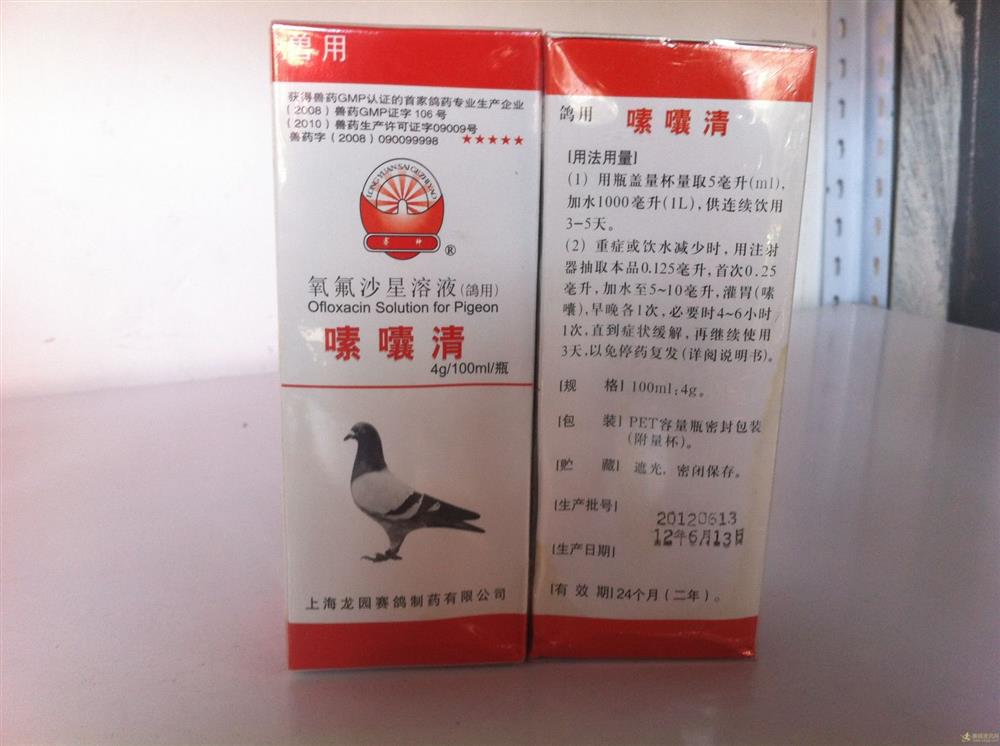 兽用
获得兽药GMP认证的首家鸽药专业生产企业
(2008)兽药GMP证字106号
(2010)兽药生产许可证字09009号
兽药字(2008)090099998 ★★★★★
LONG YUAN SAI GE ZHI YAO
®
氧氟沙星溶液(鸽用)
Ofloxacin Solution for Pigeon
嗉囊清
4g/100ml/瓶
上海龙园赛鸽制药有限公司
鸽用 嗉囊清
[用法用量]
(1) 用瓶盖量杯量取5毫升(ml),
加水1000毫升(1L),供连续饮用
3-5天。
(2) 重症或饮水减少时,用注射
器抽取本品0.125毫升,首次0.25
毫升,加水至5~10毫升,灌胃(嗉
囊),早晚各1次,必要时4~6小时
1次,直到症状缓解,再继续使用
3天,以免停药复发(详阅说明书)。
[规 格] 100ml:4g。
[包 装] PET容量瓶密封包装
(附量杯)。
[贮 藏] 遮光,密闭保存。
[生产批号] 20120613
12年6月13日
[生产日期]
[有 效 期] 24个月(二年)。